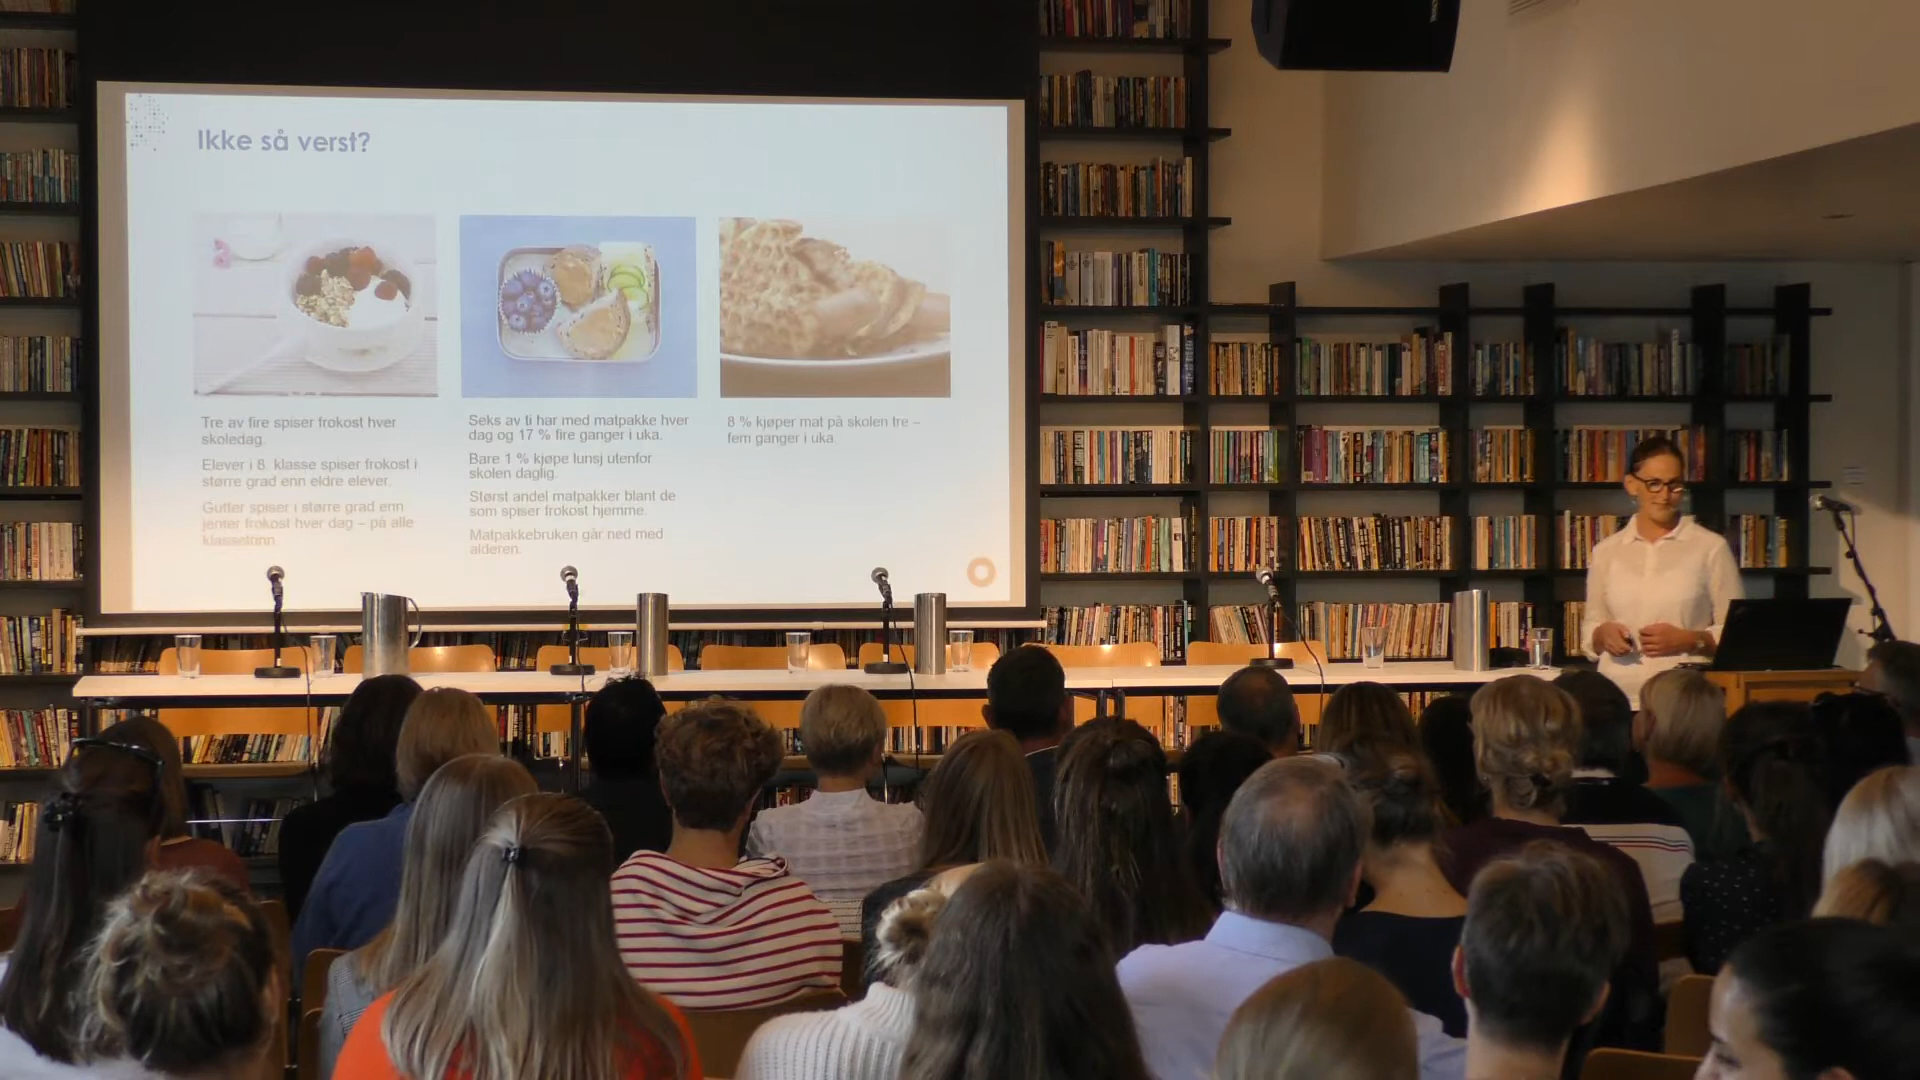 Ikke så verst?
Tre av fire spiser frokost hver
skoledag.
Elever i 8. klasse spiser frokost i
større grad enn eldre elever.
Gutter spiser i større grad enn
jenter frokost hver dag – på alle
klassetrinn.
Seks av ti har med matpakke hver
dag og 17 % fire ganger i uka.
Bare 1 % kjøpe lunsj utenfor
skolen daglig.
Størst andel matpakker blant de
som spiser frokost hjemme.
Matpakkebruken går ned med
alderen.
8 % kjøper mat på skolen tre –
fem ganger i uka.